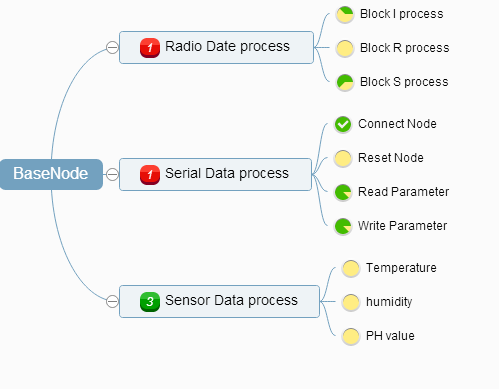 BaseNode
1 Radio Date process
Block I process
Block R process
Block S process
1 Serial Data process
Connect Node
Reset Node
Read Parameter
Write Parameter
3 Sensor Data process
Temperature
humidity
PH value